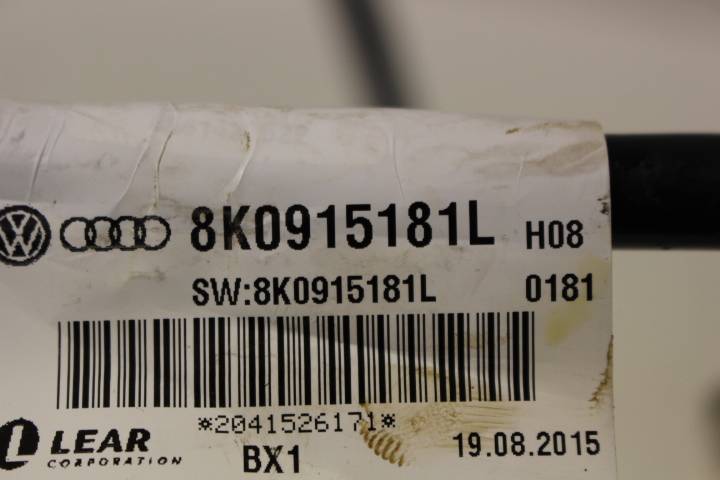 8K0915181L H08
SW:8K0915181L 0181
*2041526171*
LEAR
CORPORATION
BX1
19.08.2015